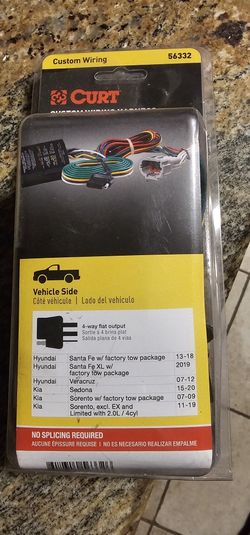 Custom Wiring
56332
CURT
CUSTOM WIRING HARNESS
Vehicle Side
Côté véhicule | Lado del vehículo
4-way flat output
Sortie à 4 brins plat
Salida plana de 4 vías
Hyundai Santa Fe w/ factory tow package 13-18
Hyundai Santa Fe XL w/ factory tow package 2019
Hyundai Veracruz 07-12
Kia Sedona 15-20
Kia Sorento w/ factory tow package 07-09
Kia Sorento, excl. EX and Limited with 2.0L / 4cyl 11-19
NO SPLICING REQUIRED
AUCUNE ÉPISSURE REQUISE | NO ES NECESARIO REALIZAR EMPALME